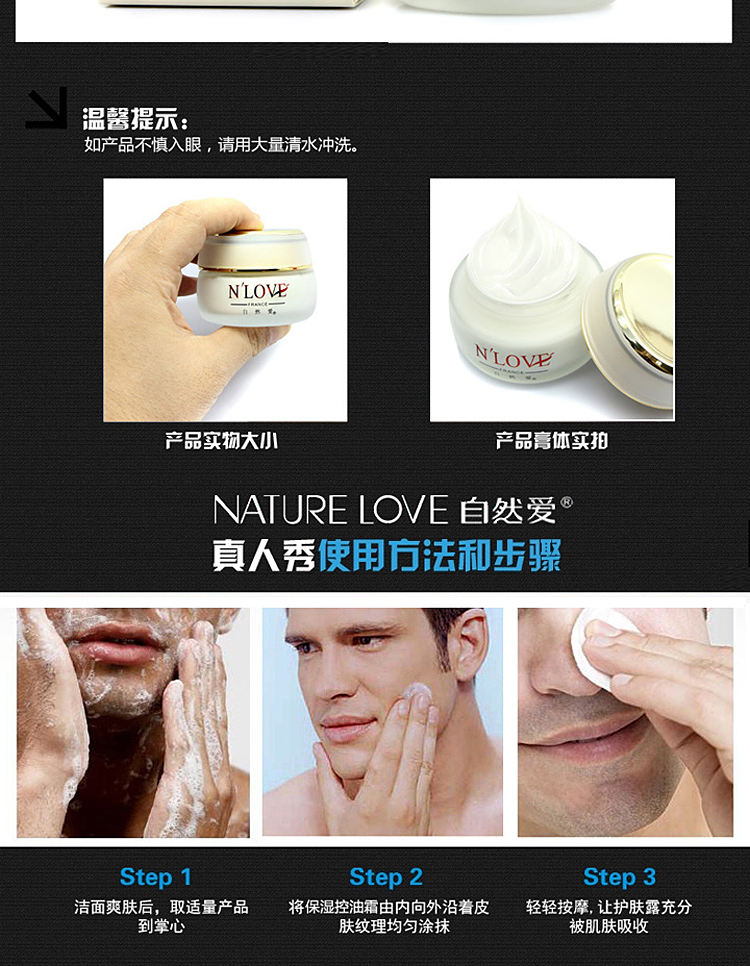 温馨提示:
如产品不慎入眼，请用大量清水冲洗。
N'LOVE
FRANCE
自 然 爱®
N'LOVE
FRANCE
自 然 爱®
产品实物大小
产品膏体实拍
NATURE LOVE 自然爱®
真人秀使用方法和步骤
Step 1
Step 2
Step 3
洁面爽肤后，取适量产品
到掌心
将保湿控油霜由内向外沿着皮
肤纹理均匀涂抹
轻轻按摩,让护肤露充分
被肌肤吸收